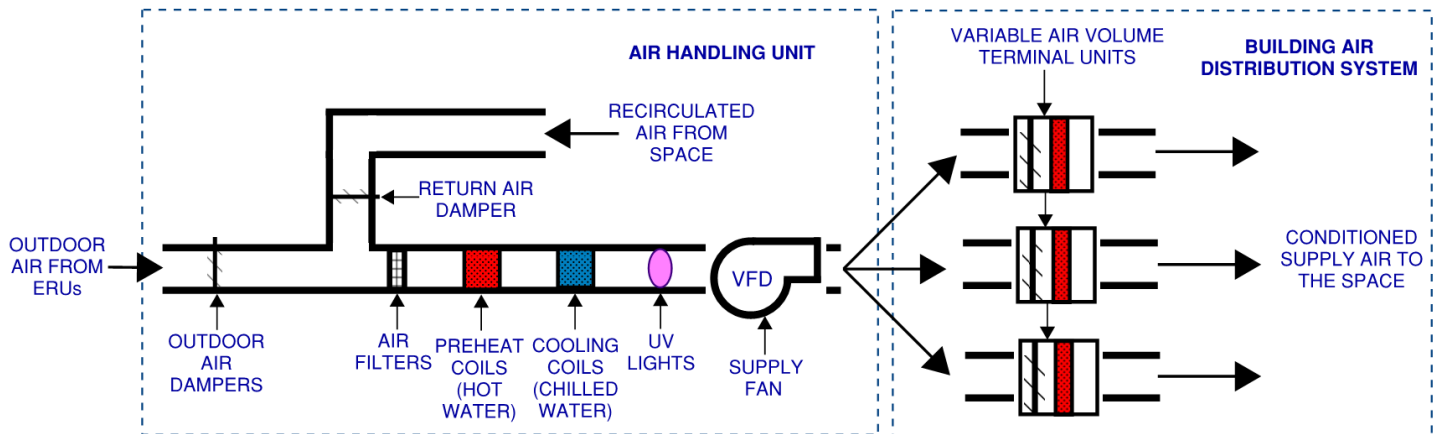 AIR HANDLING UNIT
RECIRCULATED
AIR FROM
SPACE
RETURN AIR
DAMPER
OUTDOOR
AIR FROM
ERUs
OUTDOOR
AIR
DAMPERS
AIR
FILTERS
PREHEAT
COILS
(HOT
WATER)
COOLING
COILS
(CHILLED
WATER)
UV
LIGHTS
VFD
SUPPLY
FAN
VARIABLE AIR VOLUME
TERMINAL UNITS
BUILDING AIR
DISTRIBUTION SYSTEM
CONDITIONED
SUPPLY AIR TO
THE SPACE